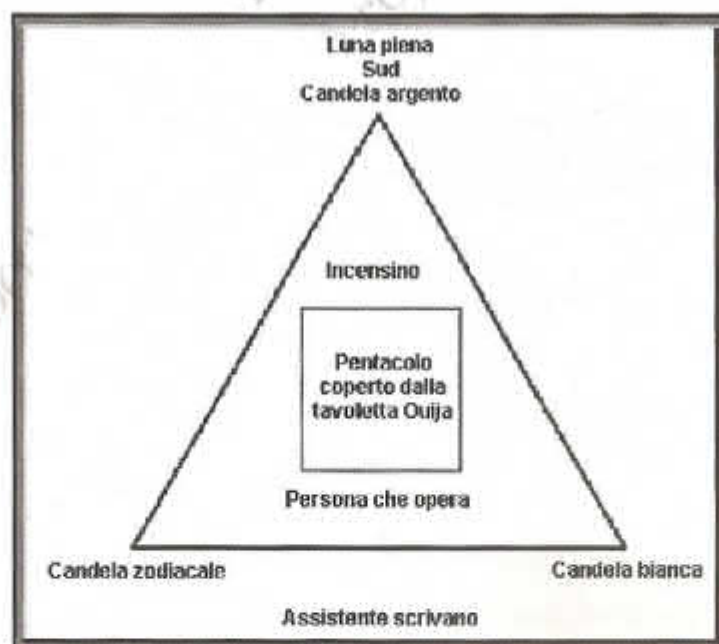 Luna piena
Sud
Candela argento
Incensino
Pentacolo
coperto dalla
tavoletta Ouija
Persona che opera
Candela zodiacale
Candela bianca
Assistente scrivano